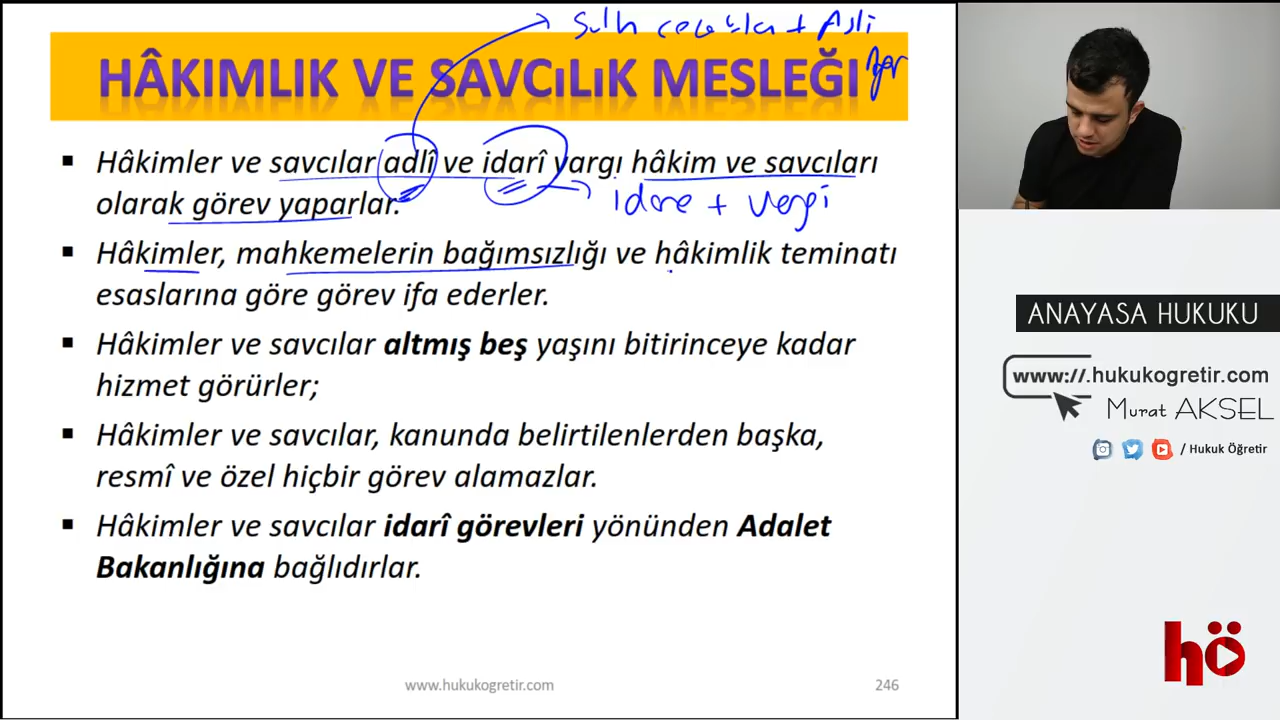 Sulh + Asli
HÂKIMLIK VE SAVCıLıK MESLEĞI
▪ Hâkimler ve savcılar adlî ve idarî yargı hâkim ve savcıları
olarak görev yaparlar.
idare + vergi
▪ Hâkimler, mahkemelerin bağımsızlığı ve hâkimlik teminatı
esaslarına göre görev ifa ederler.
▪ Hâkimler ve savcılar altmış beş yaşını bitirinceye kadar
hizmet görürler;
▪ Hâkimler ve savcılar, kanunda belirtilenlerden başka,
resmî ve özel hiçbir görev alamazlar.
▪ Hâkimler ve savcılar idarî görevleri yönünden Adalet
Bakanlığına bağlıdırlar.
www.hukukogretir.com
246
ANAYASA HUKUKU
www://.hukukogretir.com
Murat AKSEL
/ Hukuk Öğretir
hö